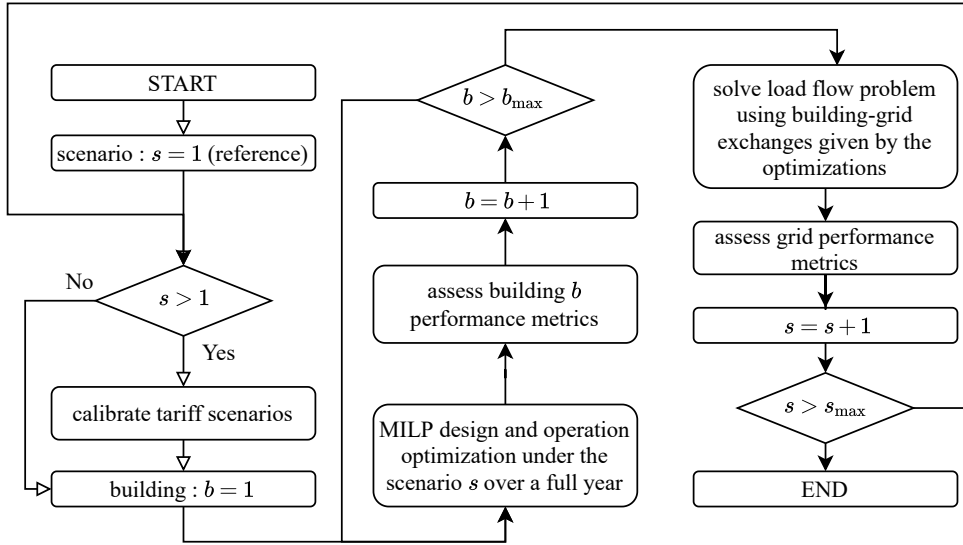 START
scenario : s = 1 (reference)
No
s > 1
Yes
calibrate tariff scenarios
building : b = 1
b > b_max
b = b + 1
assess building b
performance metrics
MILP design and operation
optimization under the
scenario s over a full year
solve load flow problem
using building-grid
exchanges given by the
optimizations
assess grid performance
metrics
s = s + 1
s > s_max
END